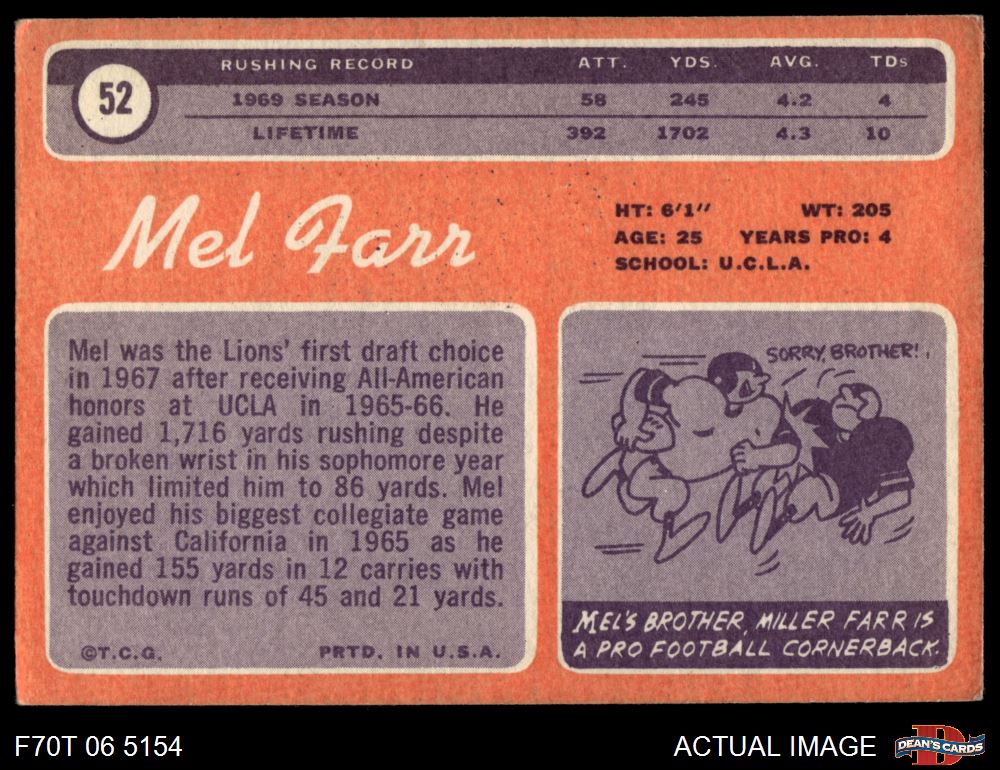 52
RUSHING RECORD ATT. YDS. AVG. TDs
1969 SEASON 58 245 4.2 4
LIFETIME 392 1702 4.3 10
Mel Farr
HT: 6'1" WT: 205
AGE: 25 YEARS PRO: 4
SCHOOL: U.C.L.A.
Mel was the Lions' first draft choice
in 1967 after receiving All-American
honors at UCLA in 1965-66. He
gained 1,716 yards rushing despite
a broken wrist in his sophomore year
which limited him to 86 yards. Mel
enjoyed his biggest collegiate game
against California in 1965 as he
gained 155 yards in 12 carries with
touchdown runs of 45 and 21 yards.
©T.C.G. PRTD. IN U.S.A.
SORRY, BROTHER!
MEL'S BROTHER, MILLER FARR IS
A PRO FOOTBALL CORNERBACK.
F70T 06 5154
ACTUAL IMAGE
D
DEAN'S CARDS